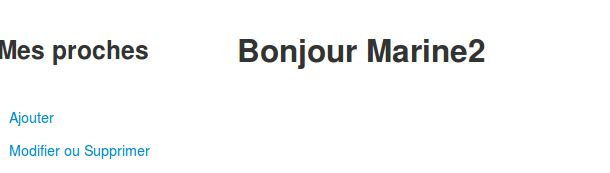 Mes proches
Bonjour Marine2
Ajouter
Modifier ou Supprimer